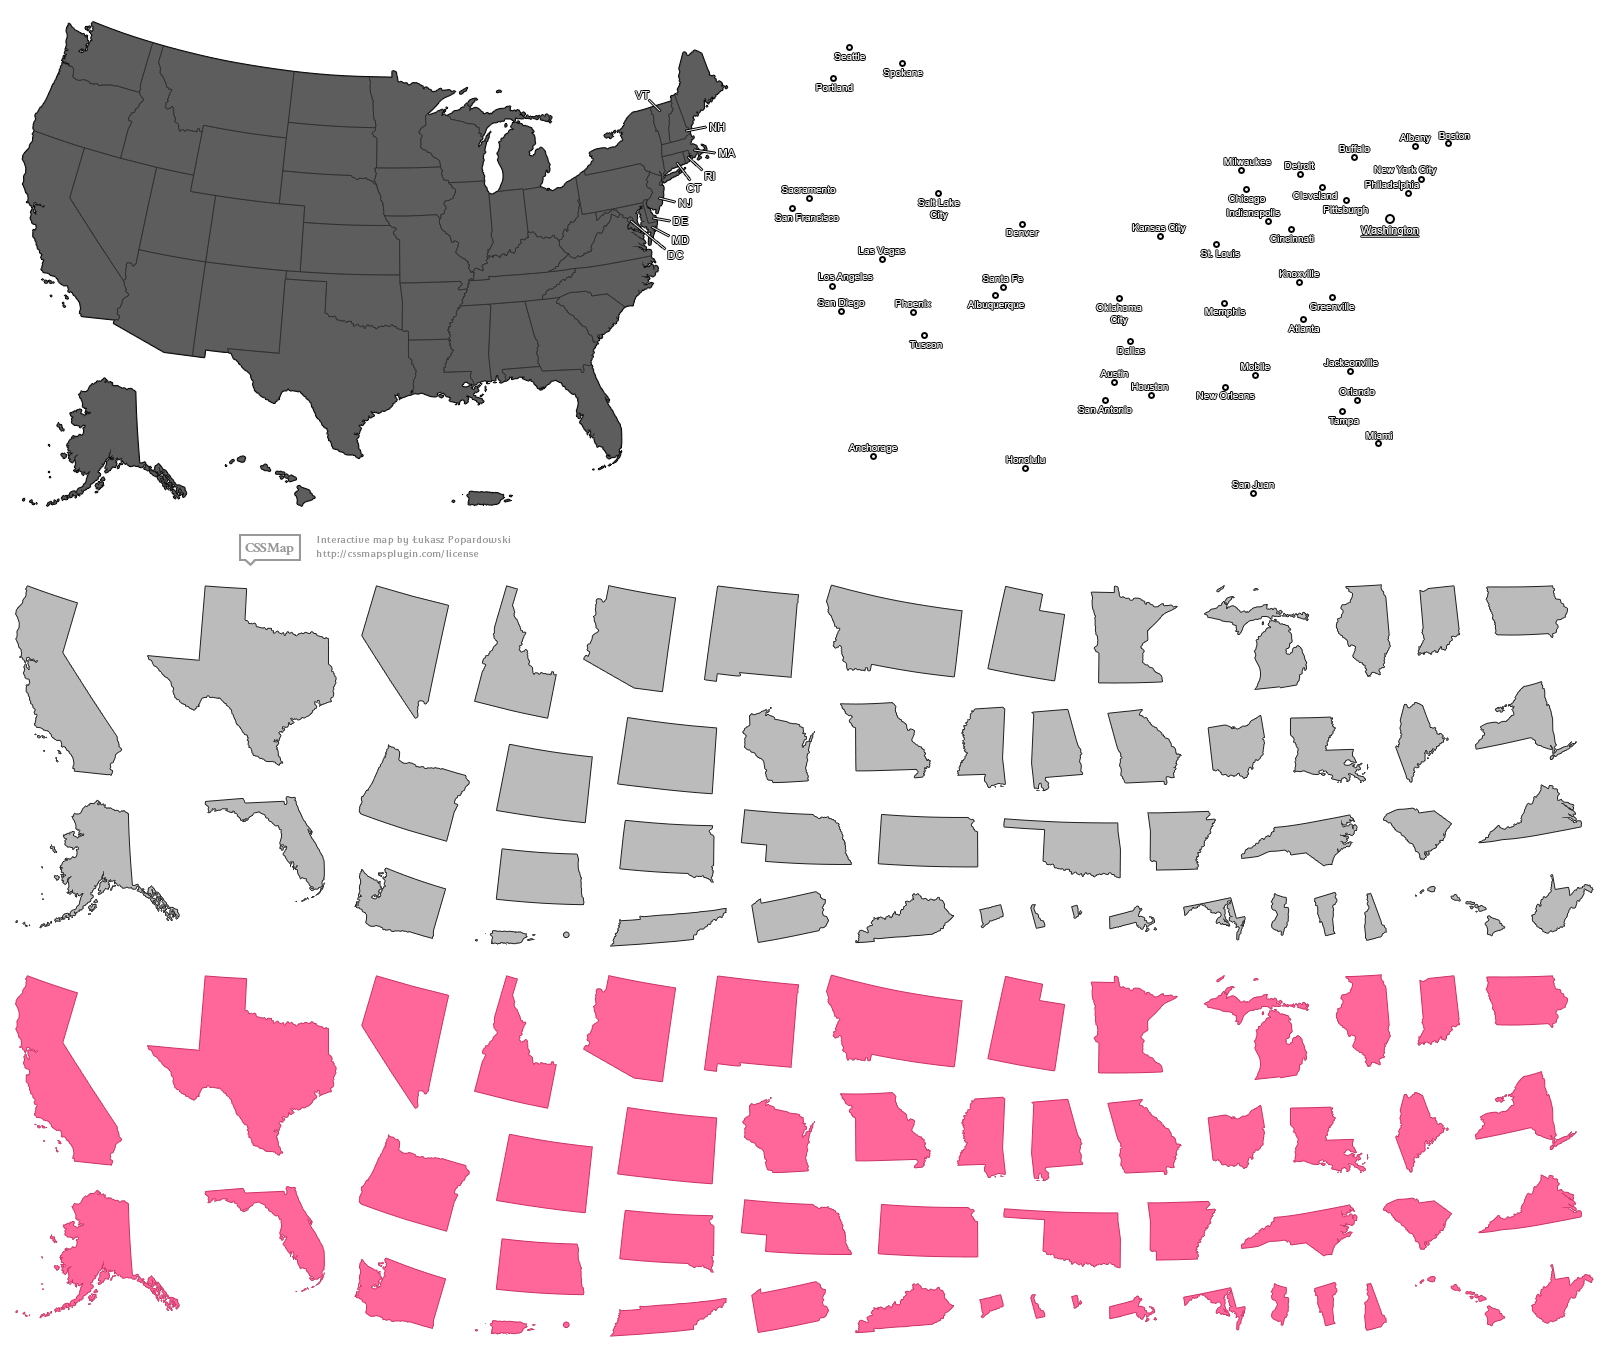 VT
NH
MA
RI
CT
NJ
DE
MD
DC
Seattle
Spokane
Portland
Albany
Boston
Buffalo
Milwaukee
Detroit
New York City
Philadelphia
Cleveland
Chicago
Pittsburgh
Indianapolis
Washington
Cincinnati
Sacramento
San Francisco
Salt Lake
City
Denver
Kansas City
St. Louis
Las Vegas
Los Angeles
Santa Fe
Knoxville
San Diego
Phoenix
Albuquerque
Oklahoma
City
Memphis
Greenville
Atlanta
Tuscon
Dallas
Mobile
Jacksonville
Austin
Houston
New Orleans
Orlando
San Antonio
Tampa
Miami
Anchorage
Honolulu
San Juan
CSSMap
Interactive map by Łukasz Popardowski
http://cssmapsplugin.com/license